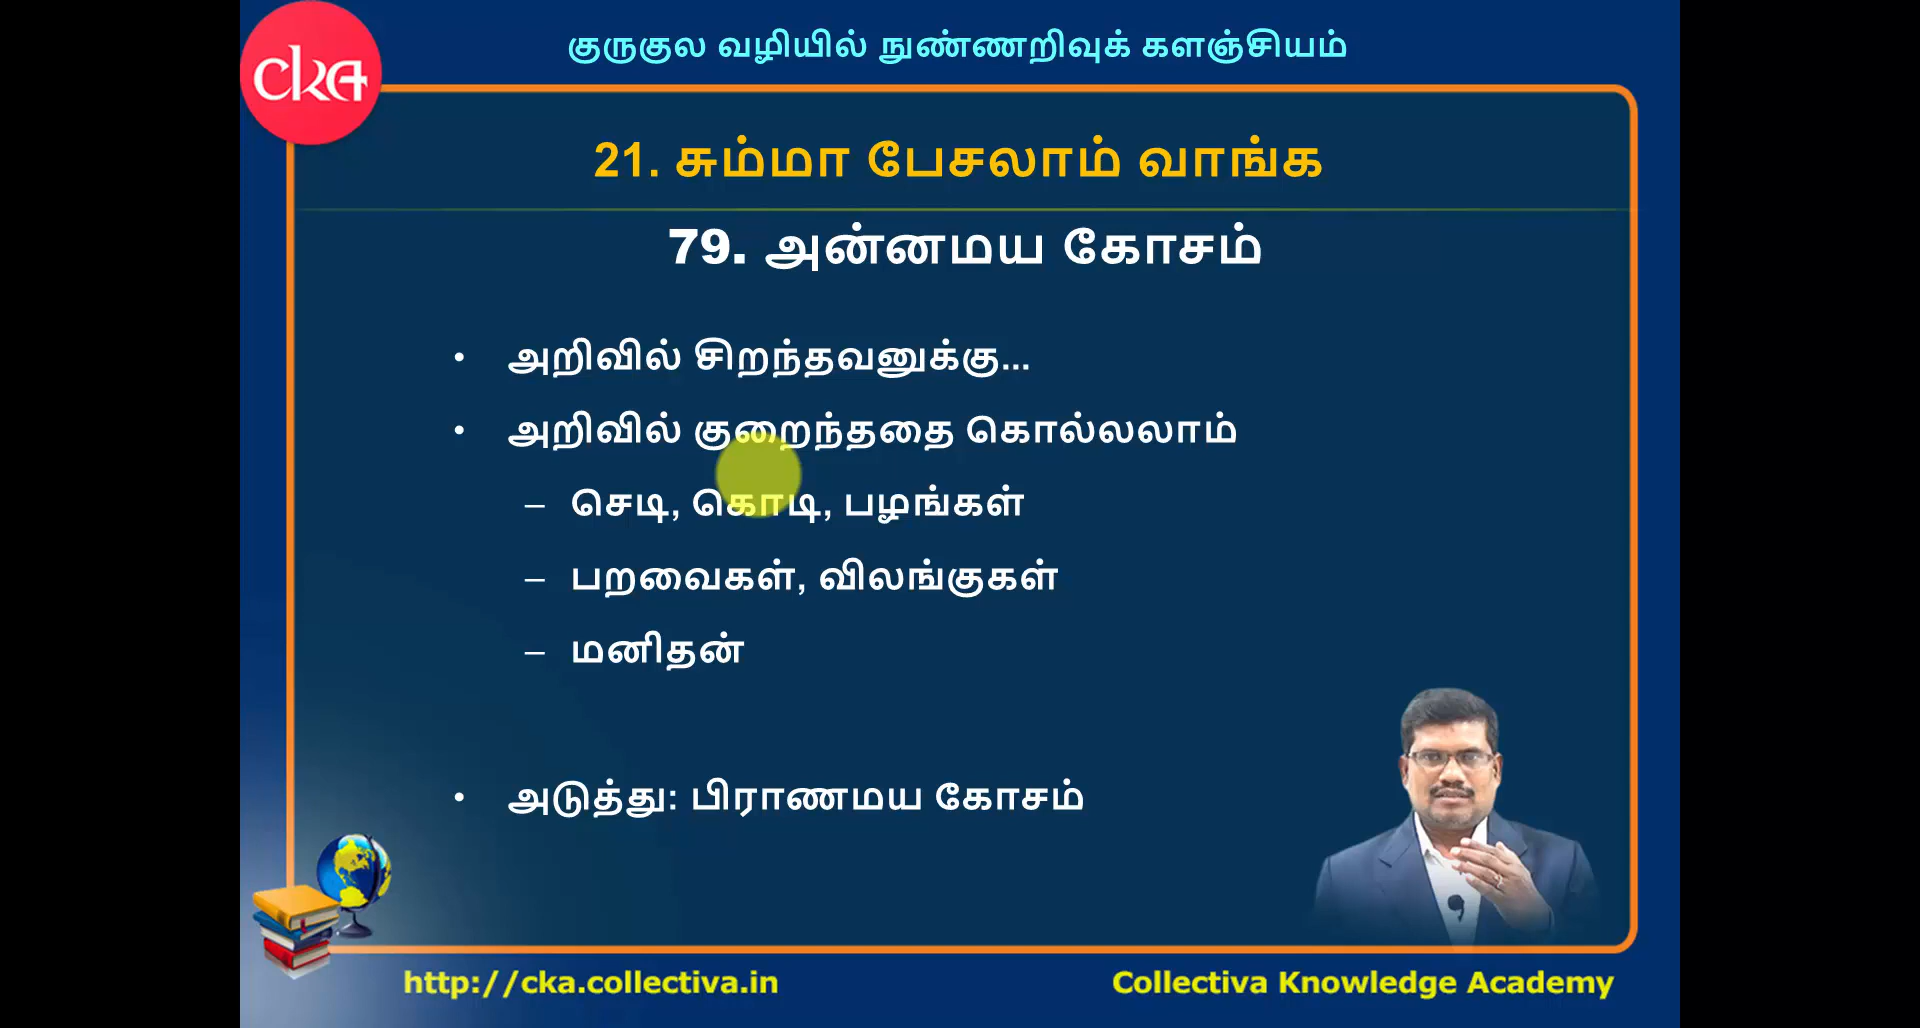 cka
குருகுல வழியில் நுண்ணறிவுக் களஞ்சியம்
21. சும்மா பேசலாம் வாங்க
79. அன்னமய கோசம்
• அறிவில் சிறந்தவனுக்கு...
• அறிவில் குறைந்ததை கொல்லலாம்
– செடி, கொடி, பழங்கள்
– பறவைகள், விலங்குகள்
– மனிதன்
• அடுத்து: பிராணமய கோசம்
http://cka.collectiva.in
Collectiva Knowledge Academy